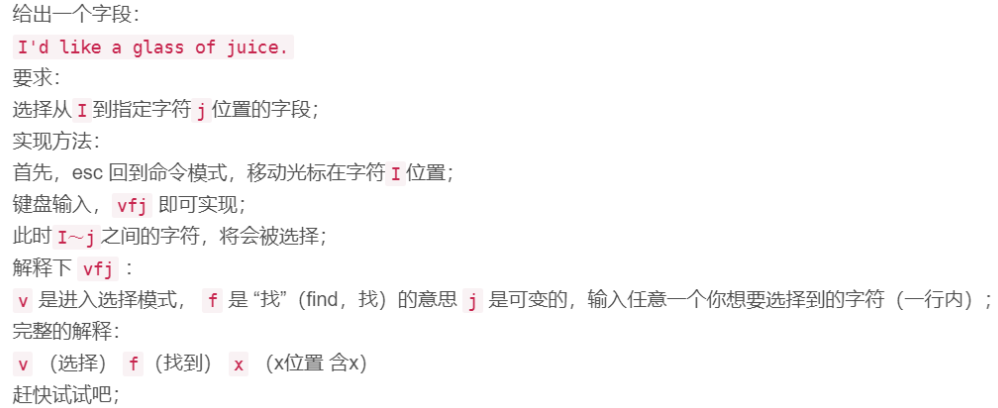 给出一个字段：
I'd like a glass of juice.
要求：
选择从 I 到指定字符 j 位置的字段；
实现方法：
首先，esc 回到命令模式，移动光标在字符 I 位置；
键盘输入， vfj 即可实现；
此时 I～j 之间的字符，将会被选择；
解释下 vfj ：
v 是进入选择模式， f 是 “找”（find，找）的意思 j 是可变的，输入任意一个你想要选择到的字符（一行内）；
完整的解释：
v （选择） f （找到） x （x位置 含x）
赶快试试吧；